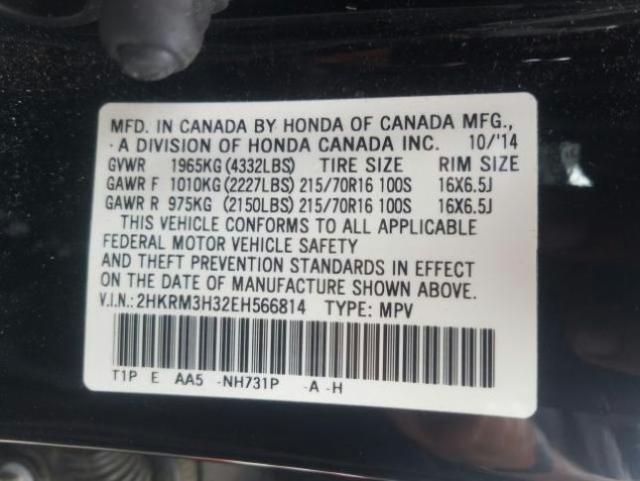 MFD. IN CANADA BY HONDA OF CANADA MFG.,
A DIVISION OF HONDA CANADA INC. 10/'14
GVWR 1965KG (4332LBS) TIRE SIZE RIM SIZE
GAWR F 1010KG (2227LBS) 215/70R16 100S 16X6.5J
GAWR R 975KG (2150LBS) 215/70R16 100S 16X6.5J
THIS VEHICLE CONFORMS TO ALL APPLICABLE
FEDERAL MOTOR VEHICLE SAFETY
AND THEFT PREVENTION STANDARDS IN EFFECT
ON THE DATE OF MANUFACTURE SHOWN ABOVE.
V.I.N.: 2HKRM3H32EH566814 TYPE: MPV
T1P E AA5 -NH731P -A -H